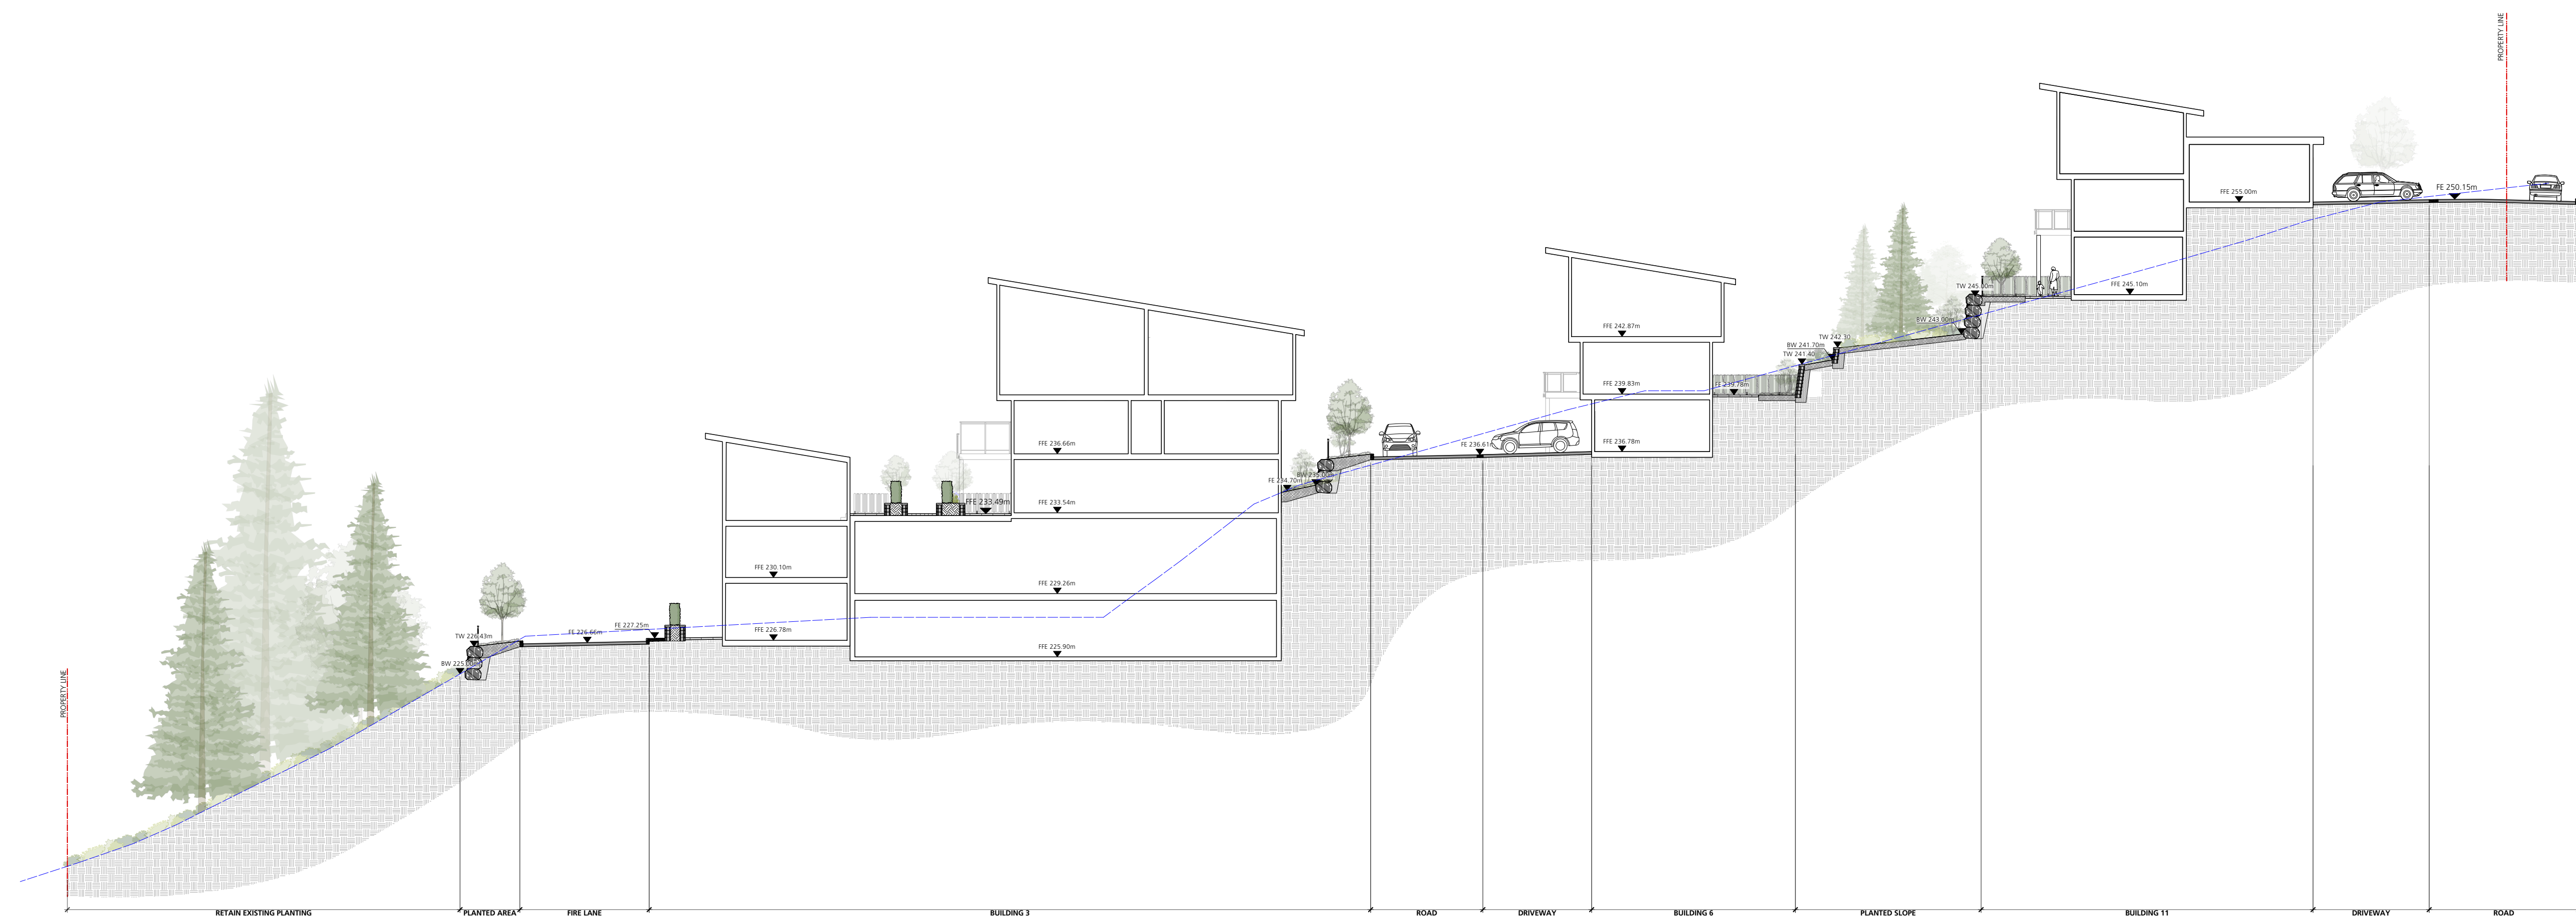 PROPERTY LINE
FE 250.15m
FFE 255.00m
TW 245.00m
FFE 245.10m
BW 243.00m
FFE 242.87m
TW 242.30
BW 241.70m
TW 241.40
FFE 239.83m
FE 239.78m
FFE 236.66m
FE 236.61m
FFE 236.78m
BW 235.00m
FE 234.70m
FFE 233.49m
FFE 233.54m
FFE 230.10m
FFE 229.26m
FE 227.25m
FE 226.66m
FFE 226.78m
TW 226.43m
FFE 225.90m
BW 225.00m
PROPERTY LINE
RETAIN EXISTING PLANTING
PLANTED AREA
FIRE LANE
BUILDING 3
ROAD
DRIVEWAY
BUILDING 6
PLANTED SLOPE
BUILDING 11
DRIVEWAY
ROAD